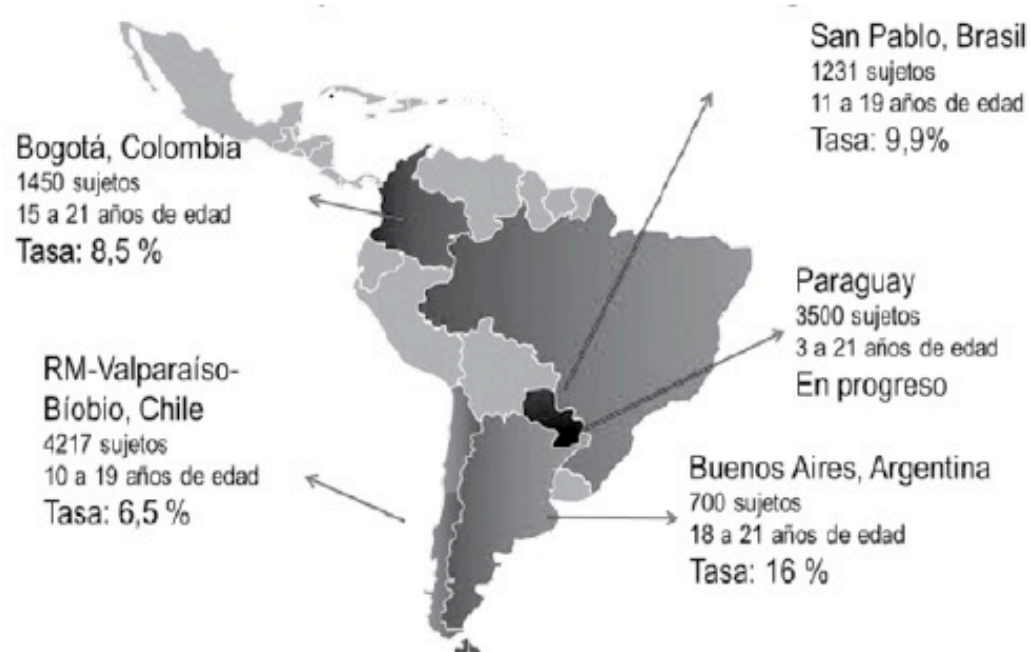 San Pablo, Brasil
1231 sujetos
11 a 19 años de edad
Tasa: 9,9%
Bogotá, Colombia
1450 sujetos
15 a 21 años de edad
Tasa: 8,5 %
Paraguay
3500 sujetos
3 a 21 años de edad
En progreso
RM-Valparaíso-
Bíobio, Chile
4217 sujetos
10 a 19 años de edad
Tasa: 6,5 %
Buenos Aires, Argentina
700 sujetos
18 a 21 años de edad
Tasa: 16 %